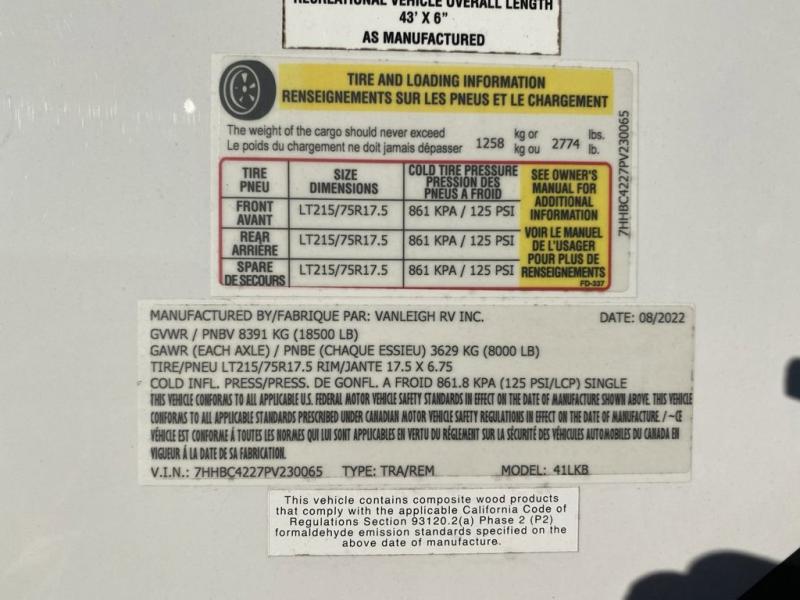 RECREATIONAL VEHICLE OVERALL LENGTH
43' X 6"
AS MANUFACTURED
TIRE AND LOADING INFORMATION
RENSEIGNEMENTS SUR LES PNEUS ET LE CHARGEMENT
The weight of the cargo should never exceed
Le poids du chargement ne doit jamais dépasser
1258 kg or kg ou 2774 lbs. lb.
TIRE PNEU
SIZE DIMENSIONS
COLD TIRE PRESSURE PRESSION DES PNEUS A FROID
SEE OWNER'S MANUAL FOR ADDITIONAL INFORMATION
VOIR LE MANUEL DE L'USAGER POUR PLUS DE RENSEIGNEMENTS
FRONT AVANT LT215/75R17.5 861 KPA / 125 PSI
REAR ARRIÈRE LT215/75R17.5 861 KPA / 125 PSI
SPARE DE SECOURS LT215/75R17.5 861 KPA / 125 PSI
FD-337
7HHBC4227PV230065
MANUFACTURED BY/FABRIQUE PAR: VANLEIGH RV INC. DATE: 08/2022
GVWR / PNBV 8391 KG (18500 LB)
GAWR (EACH AXLE) / PNBE (CHAQUE ESSIEU) 3629 KG (8000 LB)
TIRE/PNEU LT215/75R17.5 RIM/JANTE 17.5 X 6.75
COLD INFL. PRESS/PRESS. DE GONFL. A FROID 861.8 KPA (125 PSI/LCP) SINGLE
THIS VEHICLE CONFORMS TO ALL APPLICABLE U.S. FEDERAL MOTOR VEHICLE SAFETY STANDARDS IN EFFECT ON THE DATE OF MANUFACTURE SHOWN ABOVE. THIS VEHICLE
CONFORMS TO ALL APPLICABLE STANDARDS PRESCRIBED UNDER CANADIAN MOTOR VEHICLE SAFETY REGULATIONS IN EFFECT ON THE DATE OF MANUFACTURE. / ~CE
VÉHICLE EST CONFORME Á TOUTES LES NORMES QUI LUI SONT APPLICABLES EN VERTU DU RÉGLEMENT SUR LA SÉCURITÉ DES VÉHICULES AUTOMOBILES DU CANADA EN
VIGUEUR Á LA DATE DE SA FABRICATION.
V.I.N.: 7HHBC4227PV230065 TYPE: TRA/REM MODEL: 41LKB
This vehicle contains composite wood products
that comply with the applicable California Code of
Regulations Section 93120.2(a) Phase 2 (P2)
formaldehyde emission standards specified on the
above date of manufacture.